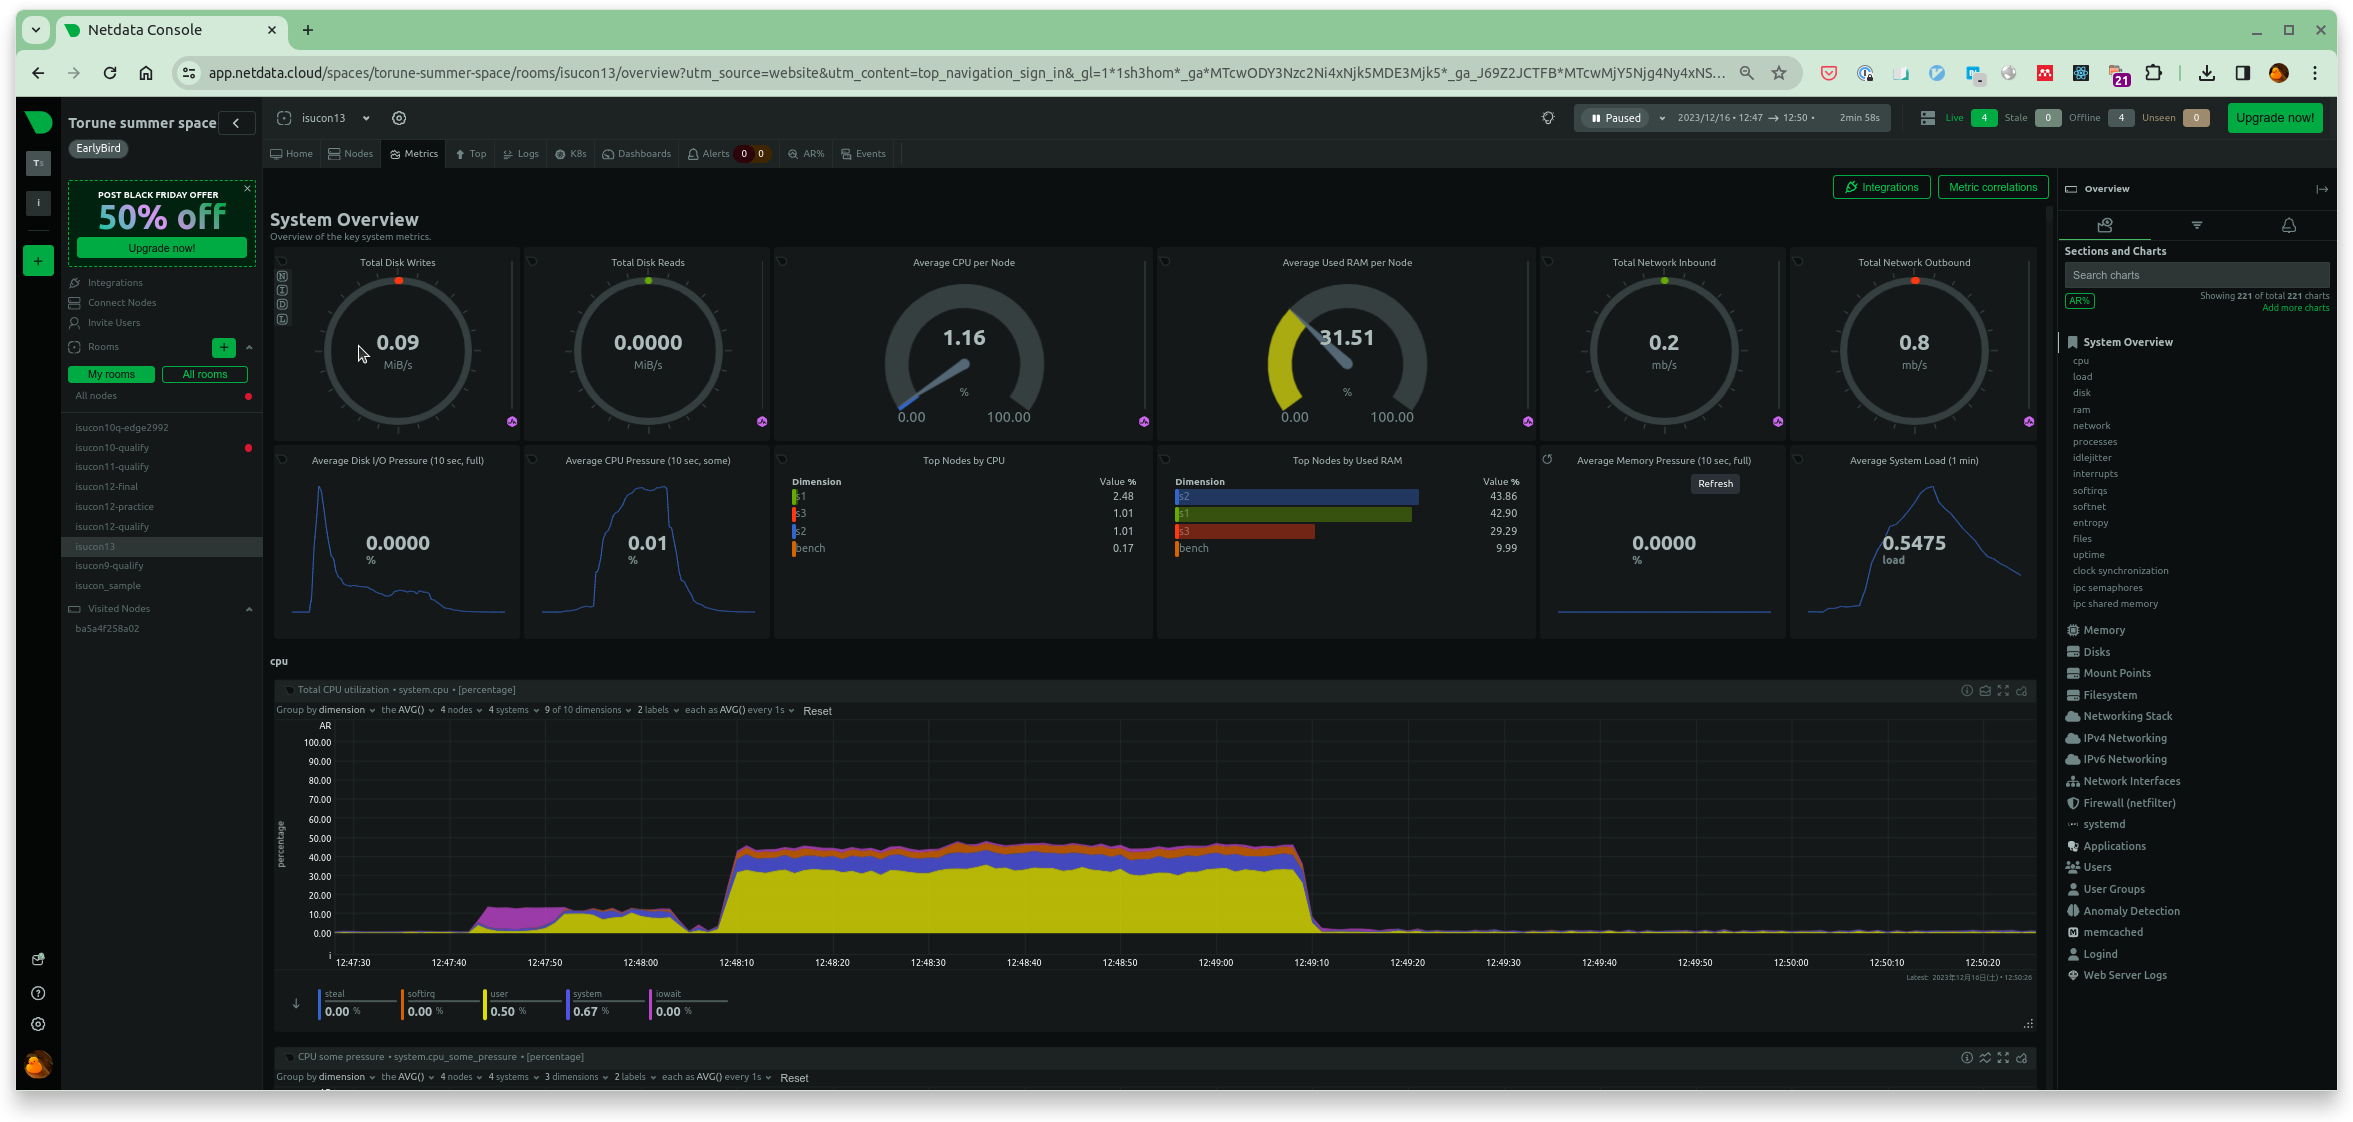 Netdata Console
app.netdata.cloud/spaces/torune-summer-space/rooms/isucon13/overview?utm_source=website&utm_content=top_navigation_sign_in&_gl=1*1sh3hom*_ga*MTcwODY3Nzc2Ni4xNjk5MDE3Mjk5*_ga_J69Z2JCTFB*MTcwMjY5Njg4Ny4xNS...
21
Torune summer space
EarlyBird
Ts
i
POST BLACK FRIDAY OFFER
50% off
Upgrade now!
Integrations
Connect Nodes
Invite Users
Rooms
My rooms
All rooms
All nodes
isucon10q-edge2992
isucon10-qualify
isucon11-qualify
isucon12-final
isucon12-practice
isucon12-qualify
isucon13
isucon9-qualify
isucon_sample
Visited Nodes
ba5a4f258a02
isucon13
Paused 2023/12/16 • 12:47 → 12:50 • 2min 58s
Live 4 Stale 0 Offline 4 Unseen 0
Upgrade now!
Home Nodes Metrics Top Logs K8s Dashboards Alerts 0 0 AR% Events
Integrations Metric correlations
System Overview
Overview of the key system metrics.
Total Disk Writes
N
I
D
L
0.09
MiB/s
Total Disk Reads
0.0000
MiB/s
Average CPU per Node
1.16
%
0.00 100.00
Average Used RAM per Node
31.51
%
0.00 100.00
Total Network Inbound
0.2
mb/s
Total Network Outbound
0.8
mb/s
Average Disk I/O Pressure (10 sec, full)
0.0000
%
Average CPU Pressure (10 sec, some)
0.01
%
Top Nodes by CPU
Dimension Value %
s1 2.48
s3 1.01
s2 1.01
bench 0.17
Top Nodes by Used RAM
Dimension Value %
s2 43.86
s1 42.90
s3 29.29
bench 9.99
Average Memory Pressure (10 sec, full)
Refresh
0.0000
%
Average System Load (1 min)
0.5475
load
cpu
Total CPU utilization • system.cpu • [percentage]
Group by dimension the AVG() 4 nodes 4 systems 9 of 10 dimensions 2 labels each as AVG() every 1s Reset
AR
100.00
90.00
80.00
70.00
60.00
50.00
40.00
30.00
20.00
10.00
0.00
percentage
i
12:47:30 12:47:40 12:47:50 12:48:00 12:48:10 12:48:20 12:48:30 12:48:40 12:48:50 12:49:00 12:49:10 12:49:20 12:49:30 12:49:40 12:49:50 12:50:00 12:50:10 12:50:20
Latest: 2023年12月16日(土) • 12:50:26
steal softirq user system iowait
0.00 % 0.00 % 0.50 % 0.67 % 0.00 %
CPU some pressure • system.cpu_some_pressure • [percentage]
Group by dimension the AVG() 4 nodes 4 systems 3 dimensions 2 labels each as AVG() every 1s Reset
Overview
Sections and Charts
Search charts
AR%
Showing 221 of total 221 charts
Add more charts
System Overview
cpu
load
disk
ram
network
processes
idlejitter
interrupts
softirqs
softnet
entropy
files
uptime
clock synchronization
ipc semaphores
ipc shared memory
Memory
Disks
Mount Points
Filesystem
Networking Stack
IPv4 Networking
IPv6 Networking
Network Interfaces
Firewall (netfilter)
systemd
Applications
Users
User Groups
Anomaly Detection
memcached
Logind
Web Server Logs